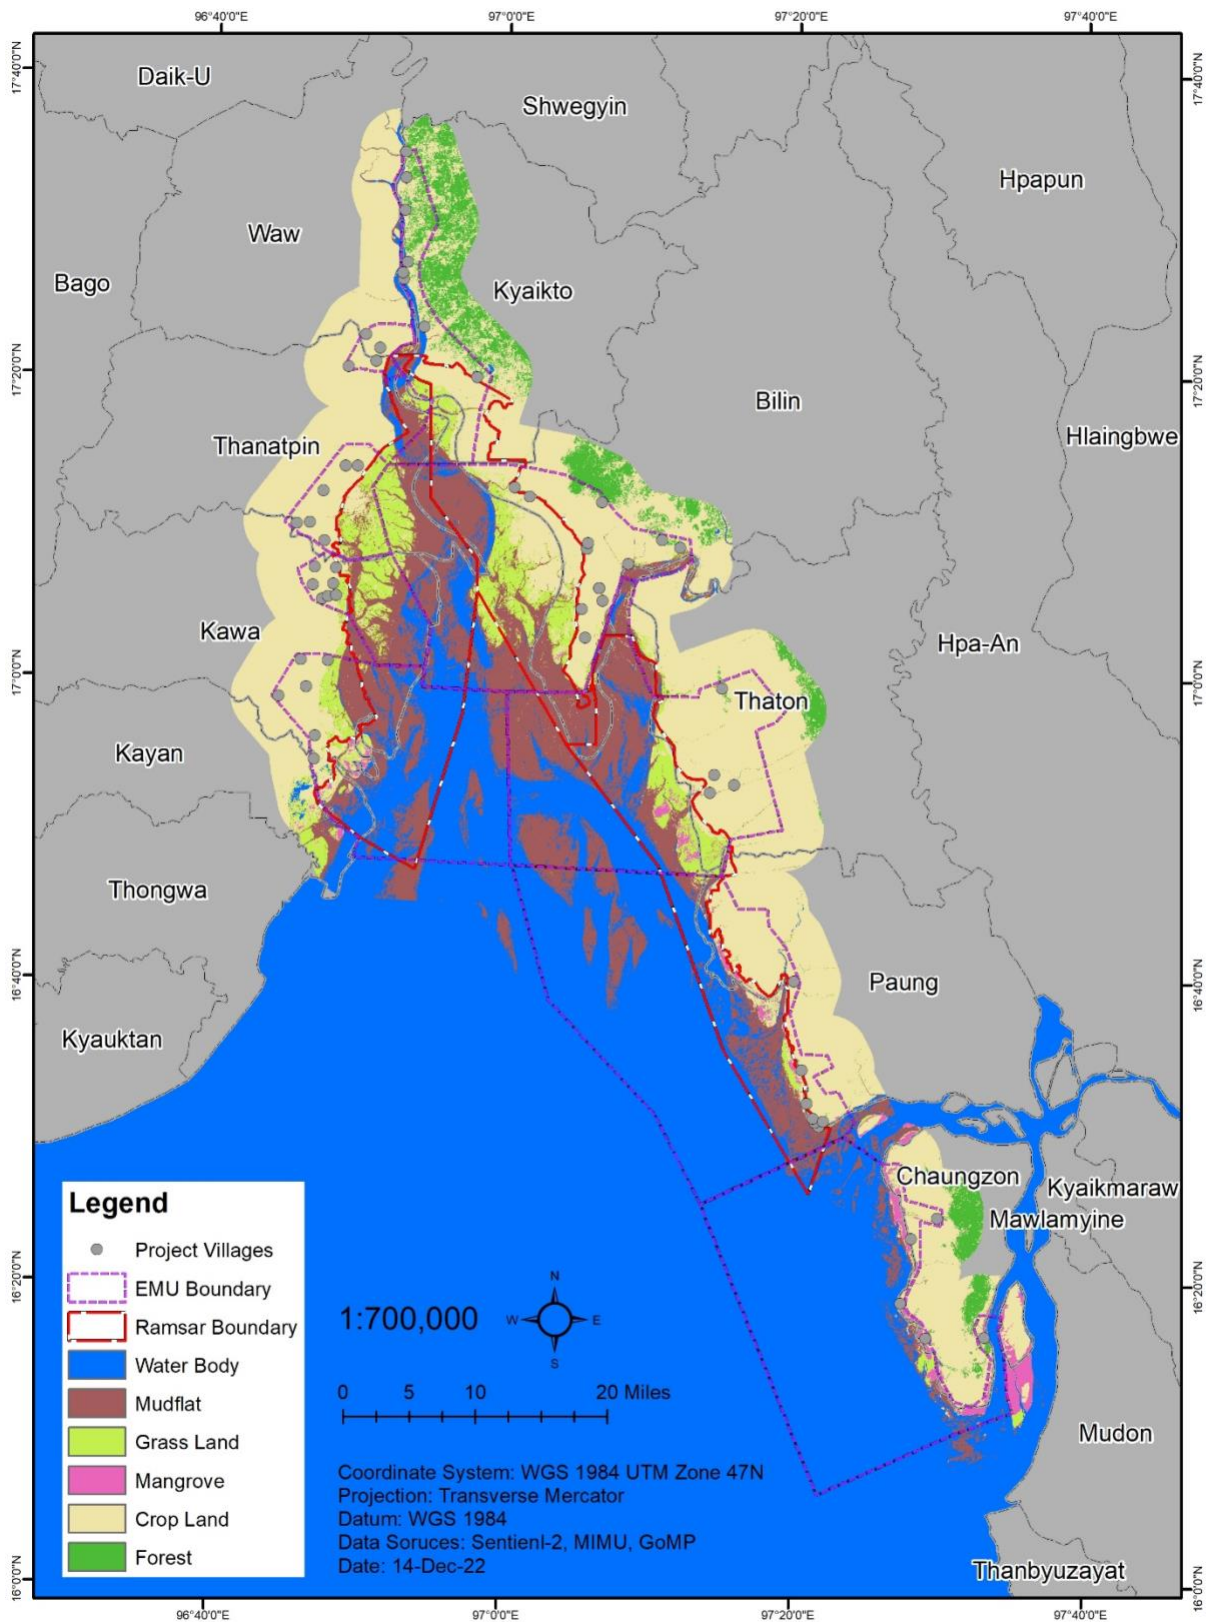 96°40'0"E
97°0'0"E
97°20'0"E
97°40'0"E
17°40'0"N
17°40'0"N
Daik-U
Shwegyin
Hpapun
Waw
Bago
Kyaikto
17°20'0"N
17°20'0"N
Bilin
Hlaingbwe
Thanatpin
Kawa
Hpa-An
17°0'0"N
17°0'0"N
Thaton
Kayan
Thongwa
16°40'0"N
16°40'0"N
Paung
Kyauktan
Chaungzon
Kyaikmaraw
Mawlamyine
16°20'0"N
16°20'0"N
Mudon
Thanbyuzayat
16°0'0"N
16°0'0"N
Legend
Project Villages
EMU Boundary
Ramsar Boundary
Water Body
Mudflat
Grass Land
Mangrove
Crop Land
Forest
1:700,000
N
W
E
S
0 5 10 20 Miles
Coordinate System: WGS 1984 UTM Zone 47N
Projection: Transverse Mercator
Datum: WGS 1984
Data Soruces: Sentienl-2, MIMU, GoMP
Date: 14-Dec-22
96°40'0"E
97°0'0"E
97°20'0"E
97°40'0"E